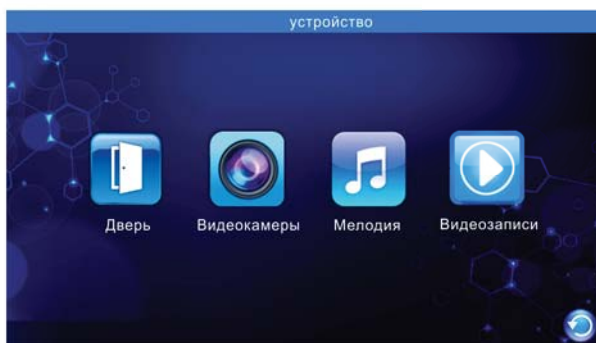 устройство
Дверь Видеокамеры Мелодия Видеозаписи